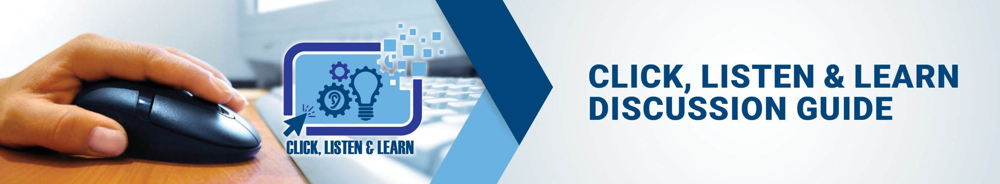 CLICK, LISTEN & LEARN
CLICK, LISTEN & LEARN
DISCUSSION GUIDE